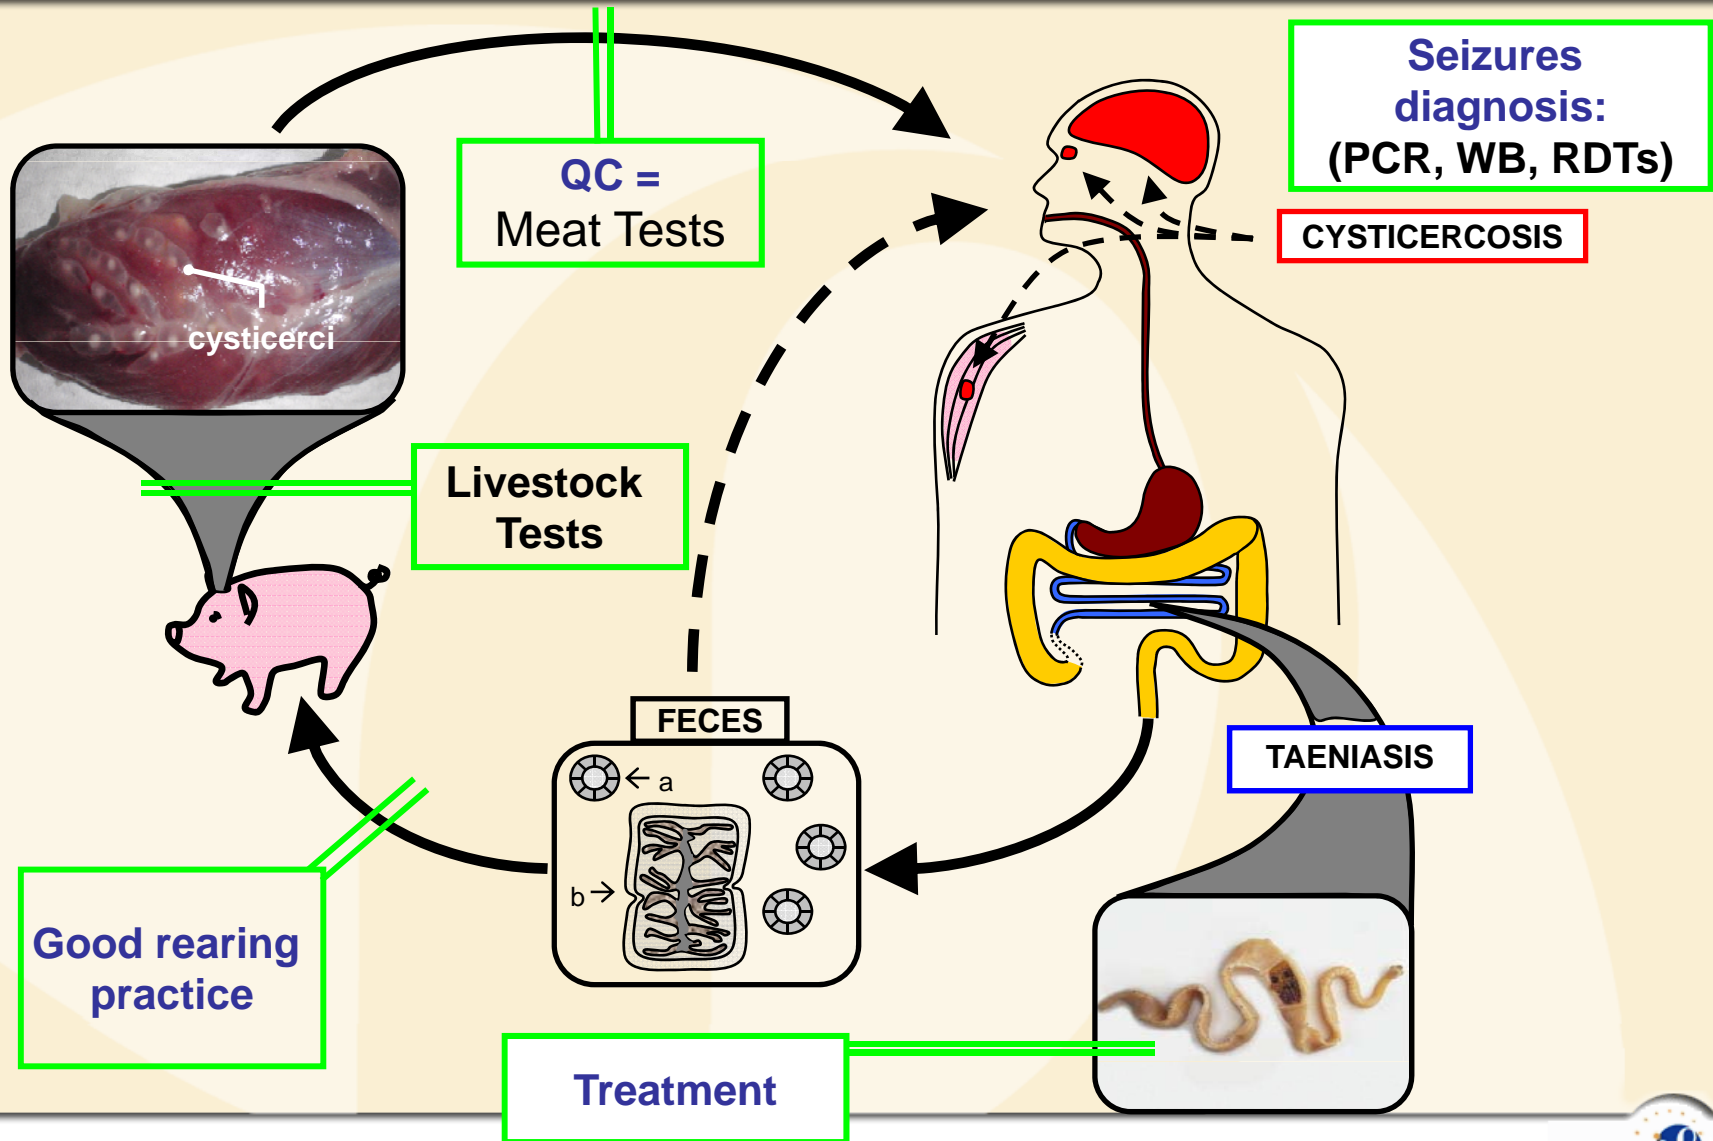 Seizures
diagnosis:
(PCR, WB, RDTs)
QC =
Meat Tests
CYSTICERCOSIS
cysticerci
Livestock
Tests
FECES
a
b
TAENIASIS
Good rearing
practice
Treatment